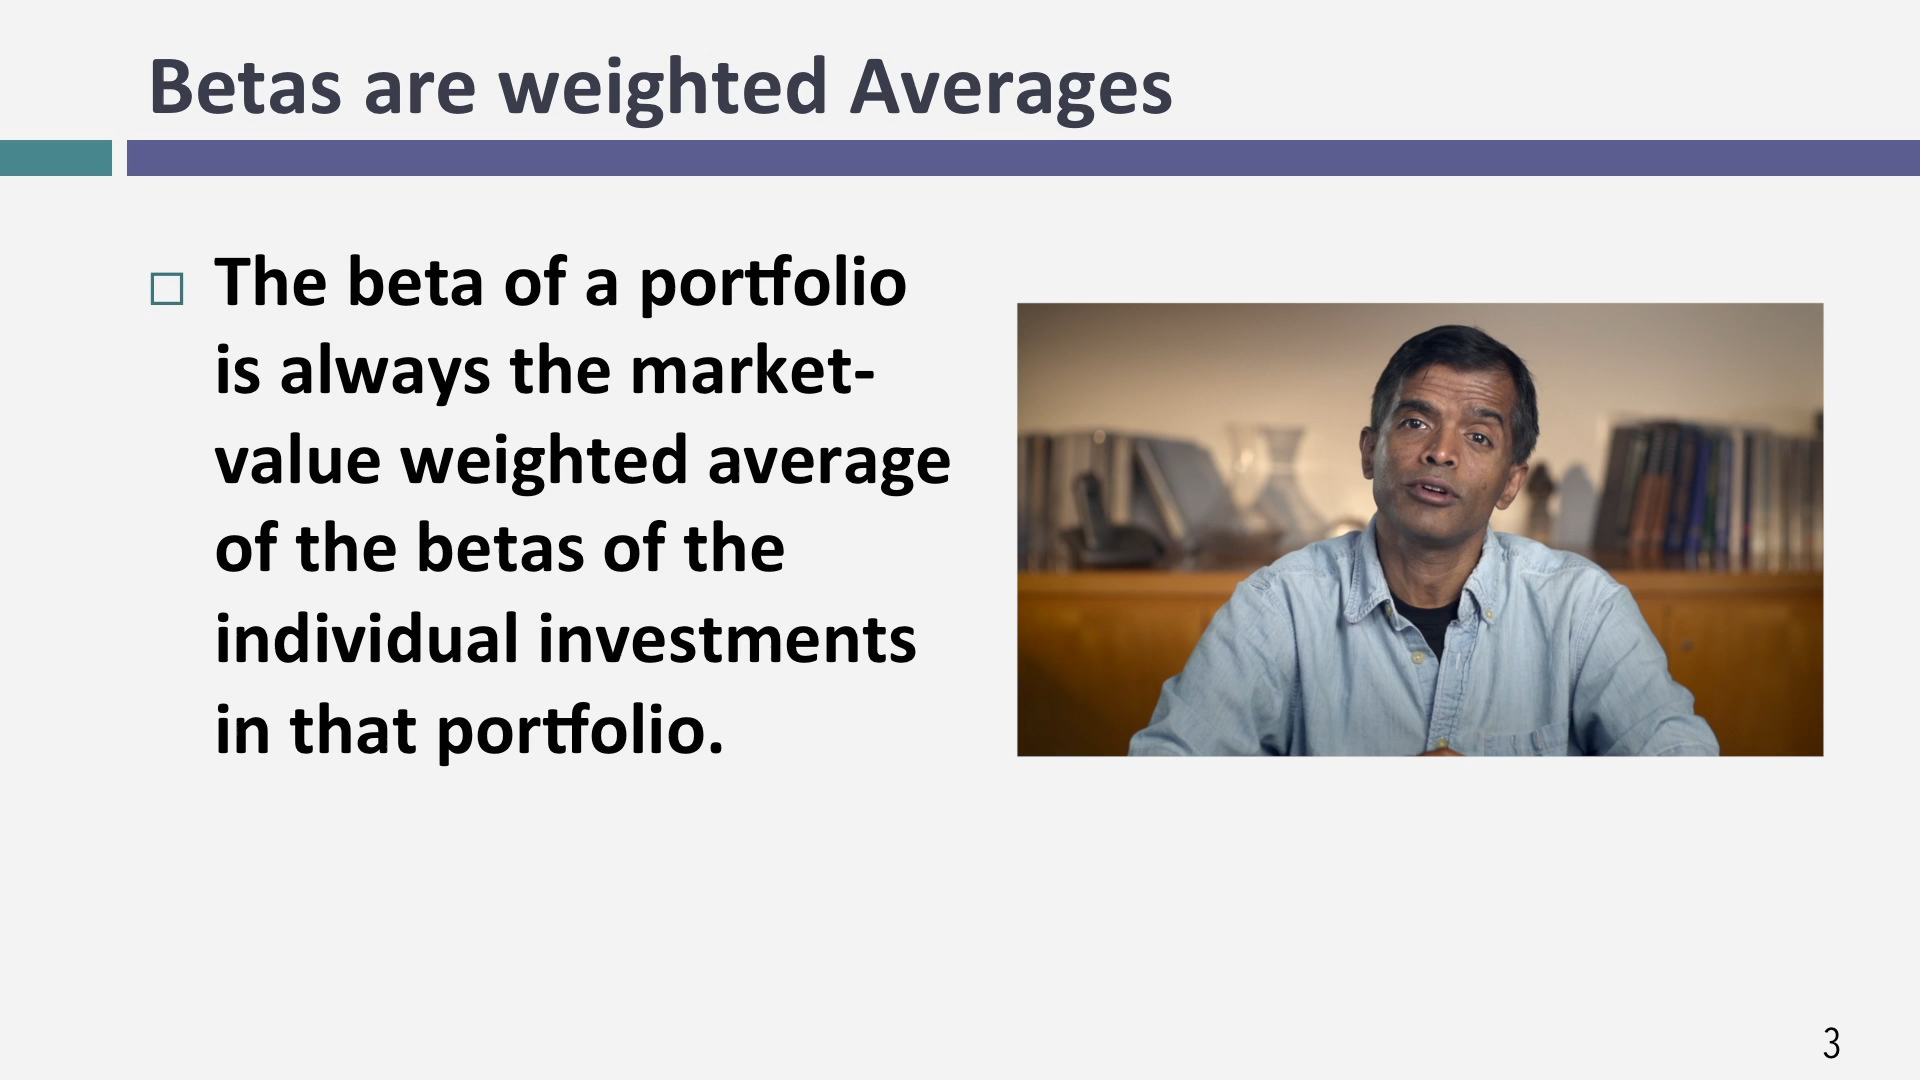 Betas are weighted Averages
The beta of a portfolio
is always the market-
value weighted average
of the betas of the
individual investments
in that portfolio.
3